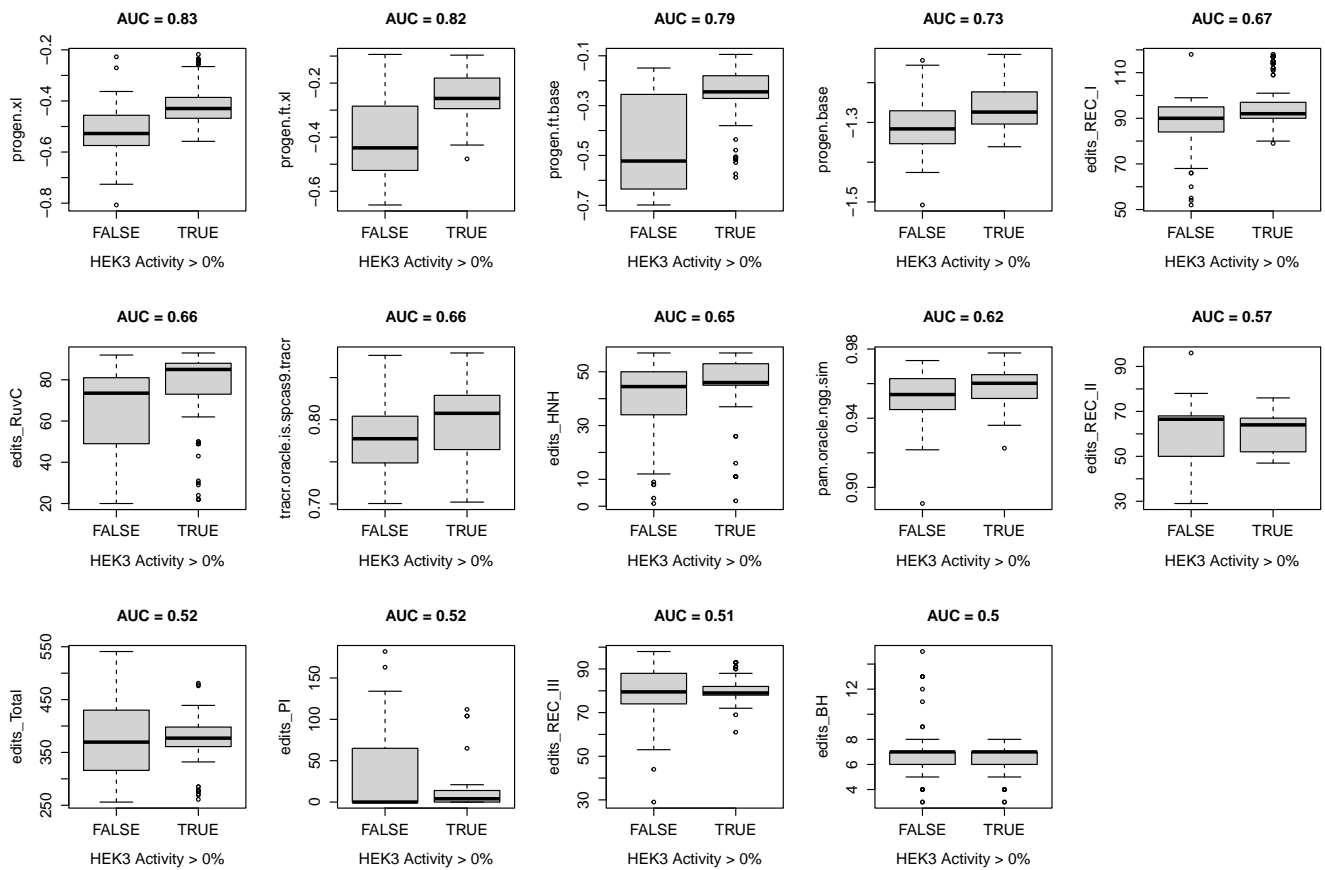 AUC = 0.83
progen.xl
−0.2
−0.4
−0.6
−0.8
FALSE TRUE
HEK3 Activity > 0%
AUC = 0.82
progen.ft.xl
−0.2
−0.4
−0.6
FALSE TRUE
HEK3 Activity > 0%
AUC = 0.79
progen.ft.base
−0.1
−0.3
−0.5
−0.7
FALSE TRUE
HEK3 Activity > 0%
AUC = 0.73
progen.base
−1.3
−1.5
FALSE TRUE
HEK3 Activity > 0%
AUC = 0.67
edits_REC_I
110
90
70
50
FALSE TRUE
HEK3 Activity > 0%
AUC = 0.66
edits_RuvC
80
60
40
20
FALSE TRUE
HEK3 Activity > 0%
AUC = 0.66
tracr.oracle.is.spcas9.tracr
0.80
0.70
FALSE TRUE
HEK3 Activity > 0%
AUC = 0.65
edits_HNH
50
30
10
0
FALSE TRUE
HEK3 Activity > 0%
AUC = 0.62
pam.oracle.ngg.sim
0.98
0.94
0.90
FALSE TRUE
HEK3 Activity > 0%
AUC = 0.57
edits_REC_II
90
70
50
30
FALSE TRUE
HEK3 Activity > 0%
AUC = 0.52
edits_Total
550
450
350
250
FALSE TRUE
HEK3 Activity > 0%
AUC = 0.52
edits_PI
150
100
50
0
FALSE TRUE
HEK3 Activity > 0%
AUC = 0.51
edits_REC_III
90
70
50
30
FALSE TRUE
HEK3 Activity > 0%
AUC = 0.5
edits_BH
12
8
6
4
FALSE TRUE
HEK3 Activity > 0%